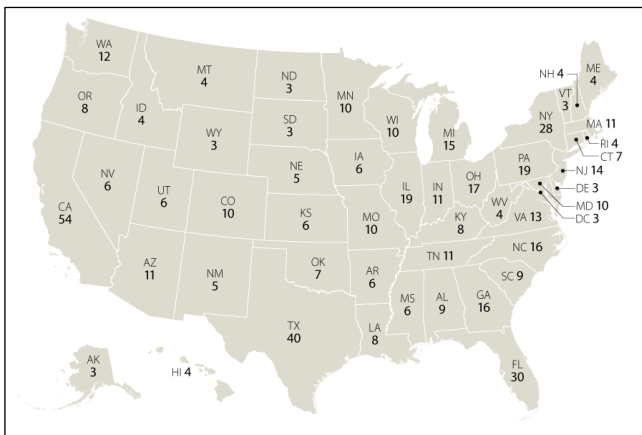 WA
12
MT
4
ND
3
MN
10
ME
4
NH 4
VT
3
OR
8
ID
4
SD
3
WI
10
NY
28
MA 11
RI 4
CT 7
WY
3
MI
15
IA
6
PA
19
NJ 14
NE
5
NV
6
IL
19
IN
11
OH
17
DE 3
MD 10
DC 3
UT
6
CO
10
CA
54
KS
6
MO
10
WV
4
VA 13
KY
8
NC 16
TN 11
AZ
11
NM
5
OK
7
AR
6
SC 9
MS
6
AL
9
GA
16
TX
40
LA
8
AK
3
HI 4
FL
30